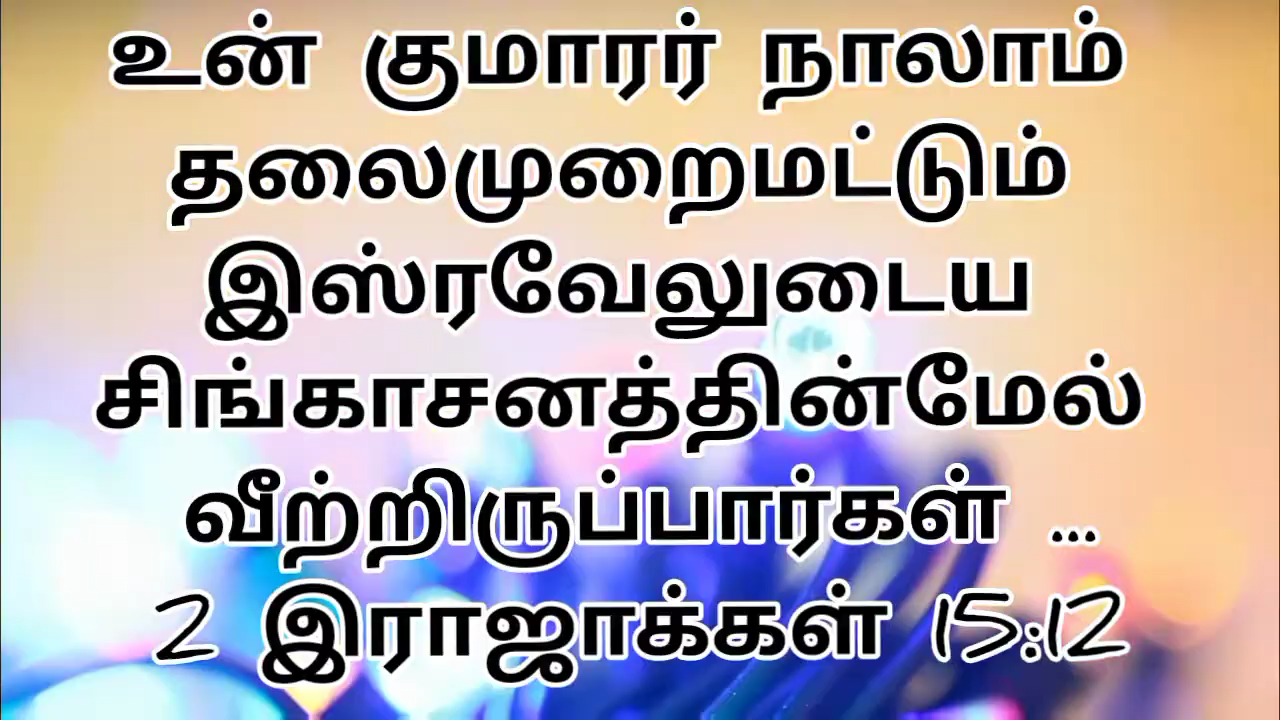 உன் குமாரர் நாலாம்
தலைமுறைமட்டும்
இஸ்ரவேலுடைய
சிங்காசனத்தின்மேல்
வீற்றிருப்பார்கள் ...
2 இராஜாக்கள் 15:12